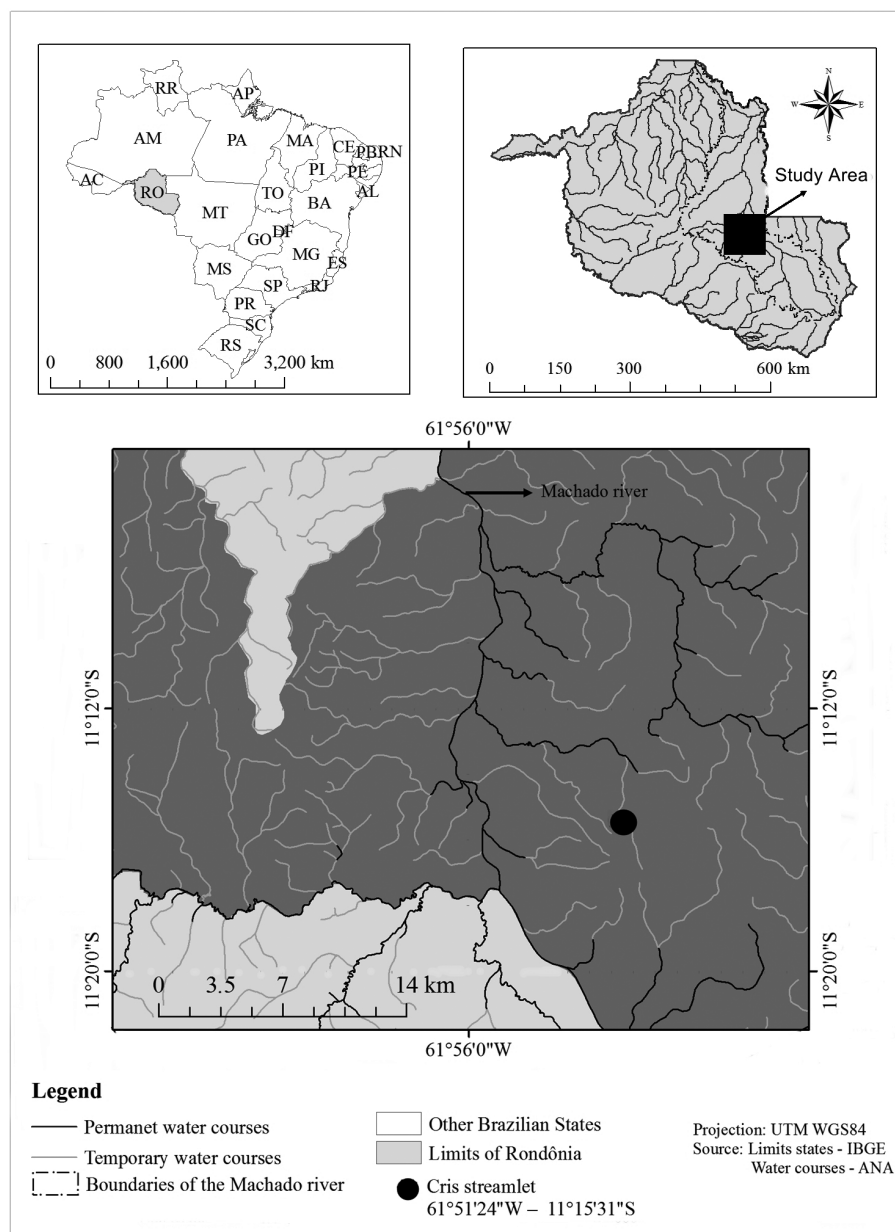 RR
AP
AM
PA
MA
CE
PB
RN
PI
PE
AC
RO
TO
AL
MT
BA
DF
GO
MG
MS
ES
SP
RJ
PR
SC
RS
0 800 1,600 3,200 km
N
W
E
S
Study Area
0 150 300 600 km
61°56'0"W
Machado river
11°12'0"S
11°12'0"S
11°20'0"S
11°20'0"S
0 3.5 7 14 km
61°56'0"W
Legend
Permanet water courses
Temporary water courses
Boundaries of the Machado river
Other Brazilian States
Limits of Rondônia
Cris streamlet
61°51'24"W – 11°15'31"S
Projection: UTM WGS84
Source: Limits states - IBGE
Water courses - ANA